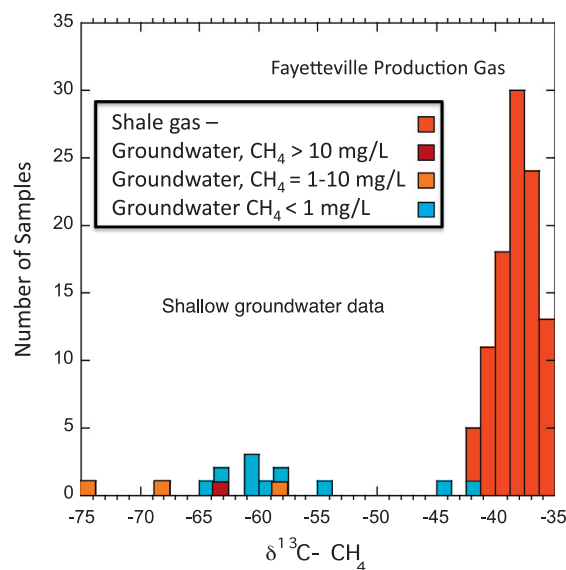 Fayetteville Production Gas
Shale gas –
Groundwater, CH4 > 10 mg/L
Groundwater, CH4 = 1-10 mg/L
Groundwater CH4 < 1 mg/L
Shallow groundwater data
Number of Samples
35
30
25
20
15
10
5
0
-75 -70 -65 -60 -55 -50 -45 -40 -35
δ13C- CH4